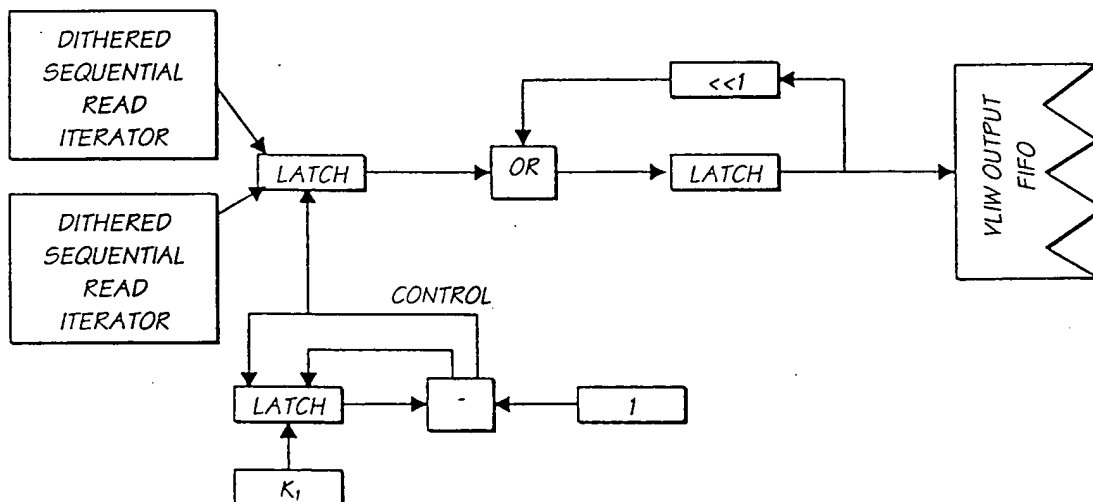 DITHERED
SEQUENTIAL
READ
ITERATOR
DITHERED
SEQUENTIAL
READ
ITERATOR
LATCH
OR
<<1
LATCH
VLIW OUTPUT
FIFO
CONTROL
LATCH
-
1
K1